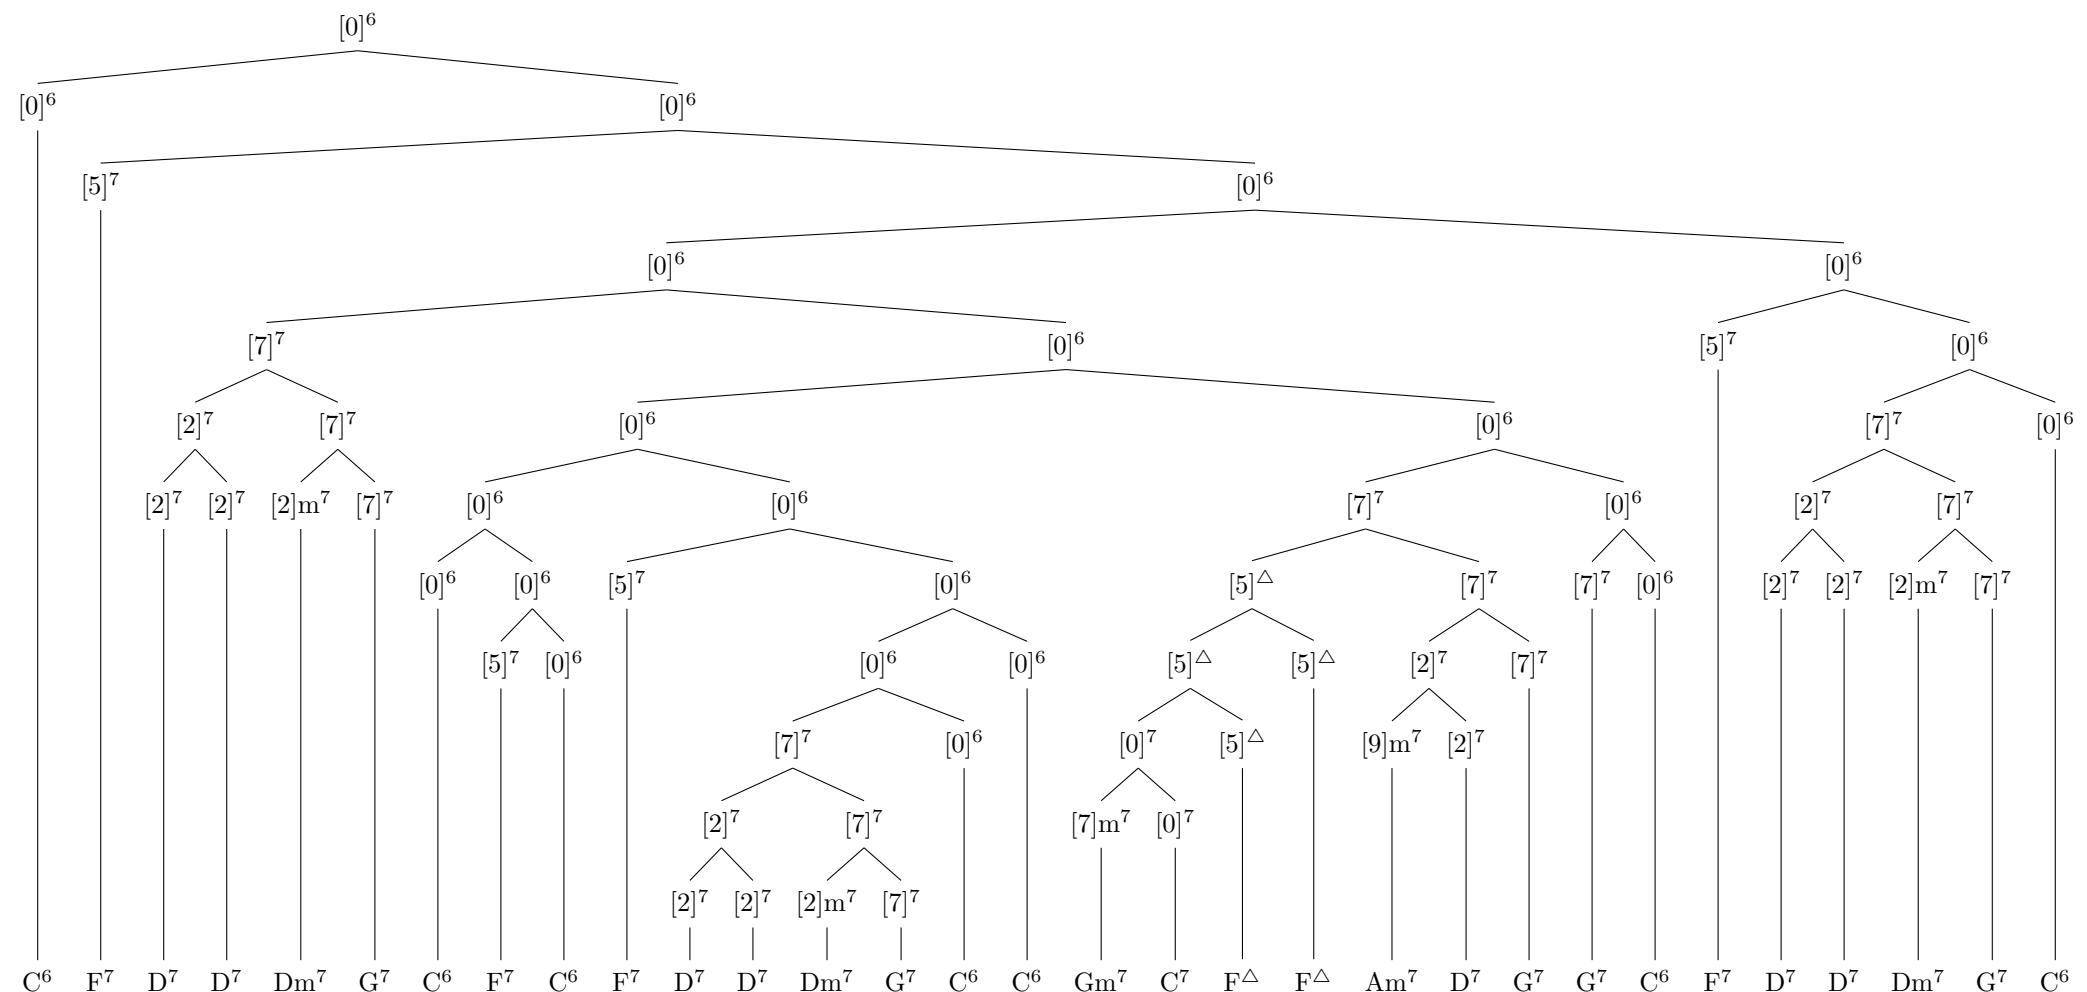 [0]⁶
[0]⁶ [0]⁶
[5]⁷ [0]⁶
[0]⁶ [0]⁶
[7]⁷ [0]⁶ [5]⁷ [0]⁶
[2]⁷ [7]⁷ [0]⁶ [0]⁶ [7]⁷ [0]⁶
[2]⁷ [2]⁷ [2]m⁷ [7]⁷ [0]⁶ [0]⁶ [7]⁷ [0]⁶ [2]⁷ [7]⁷
[0]⁶ [0]⁶ [5]⁷ [0]⁶ [5]△ [7]⁷ [7]⁷ [0]⁶ [2]⁷ [2]⁷ [2]m⁷ [7]⁷
[5]⁷ [0]⁶ [0]⁶ [0]⁶ [5]△ [5]△ [2]⁷ [7]⁷
[7]⁷ [0]⁶ [0]⁷ [5]△ [9]m⁷ [2]⁷
[2]⁷ [7]⁷ [7]m⁷ [0]⁷
[2]⁷ [2]⁷ [2]m⁷ [7]⁷
C⁶ F⁷ D⁷ D⁷ Dm⁷ G⁷ C⁶ F⁷ C⁶ F⁷ D⁷ D⁷ Dm⁷ G⁷ C⁶ C⁶ Gm⁷ C⁷ F△ F△ Am⁷ D⁷ G⁷ G⁷ C⁶ F⁷ D⁷ D⁷ Dm⁷ G⁷ C⁶